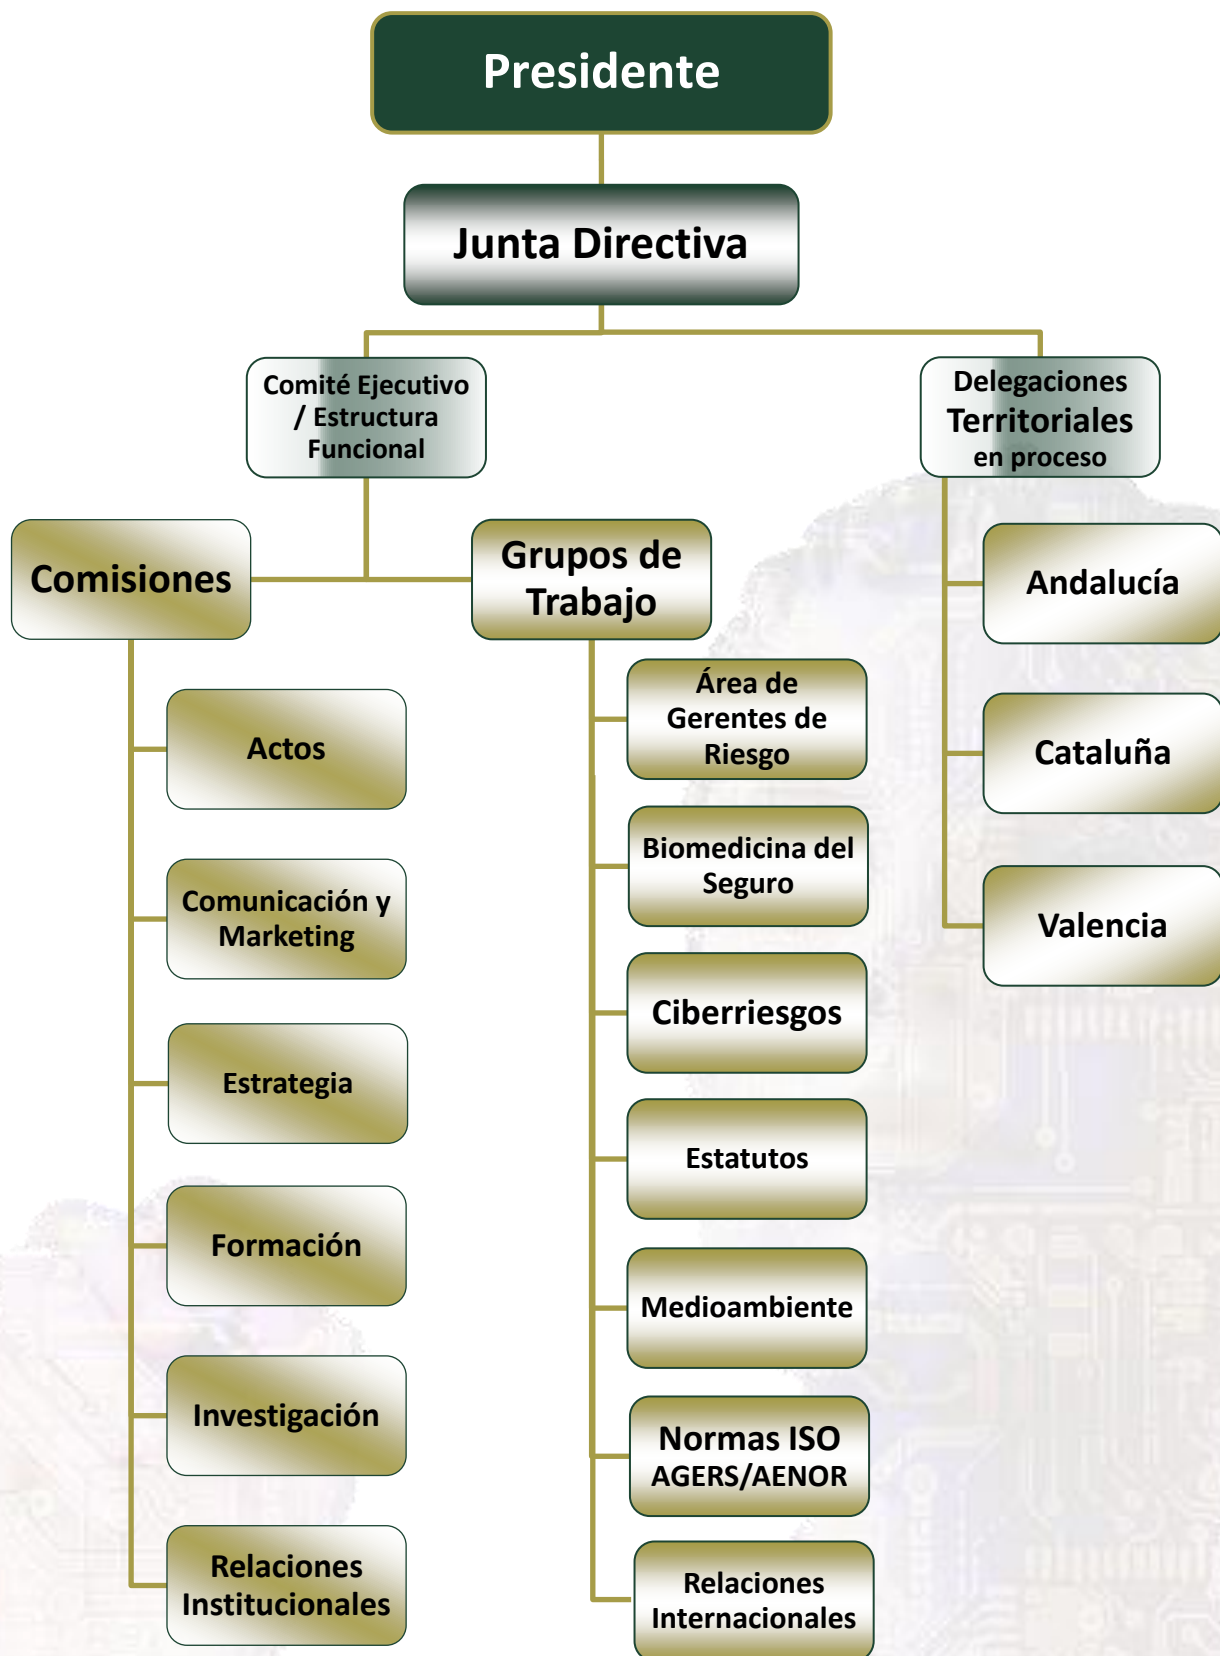 Presidente
Junta Directiva
Comité Ejecutivo
/ Estructura
Funcional
Delegaciones
Territoriales
en proceso
Comisiones
Grupos de
Trabajo
Actos
Comunicación y
Marketing
Estrategia
Formación
Investigación
Relaciones
Institucionales
Área de
Gerentes de
Riesgo
Biomedicina del
Seguro
Ciberriesgos
Estatutos
Medioambiente
Normas ISO
AGERS/AENOR
Relaciones
Internacionales
Andalucía
Cataluña
Valencia